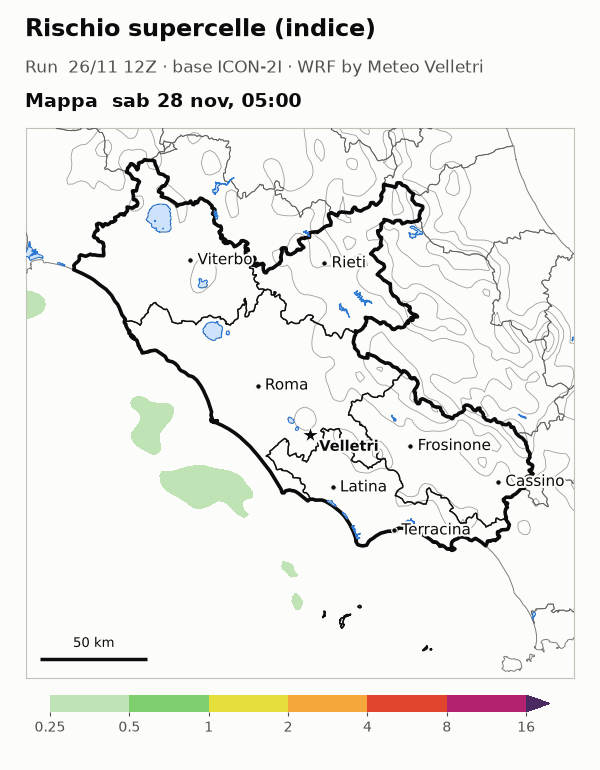 Rischio supercelle (indice)
Run  26/11 12Z · base ICON-2I · WRF by Meteo Velletri
Mappa  sab 28 nov, 05:00
Viterbo
Rieti
Roma
Velletri
Frosinone
Latina
Cassino
Terracina
50 km
0.25 0.5 1 2 4 8 16